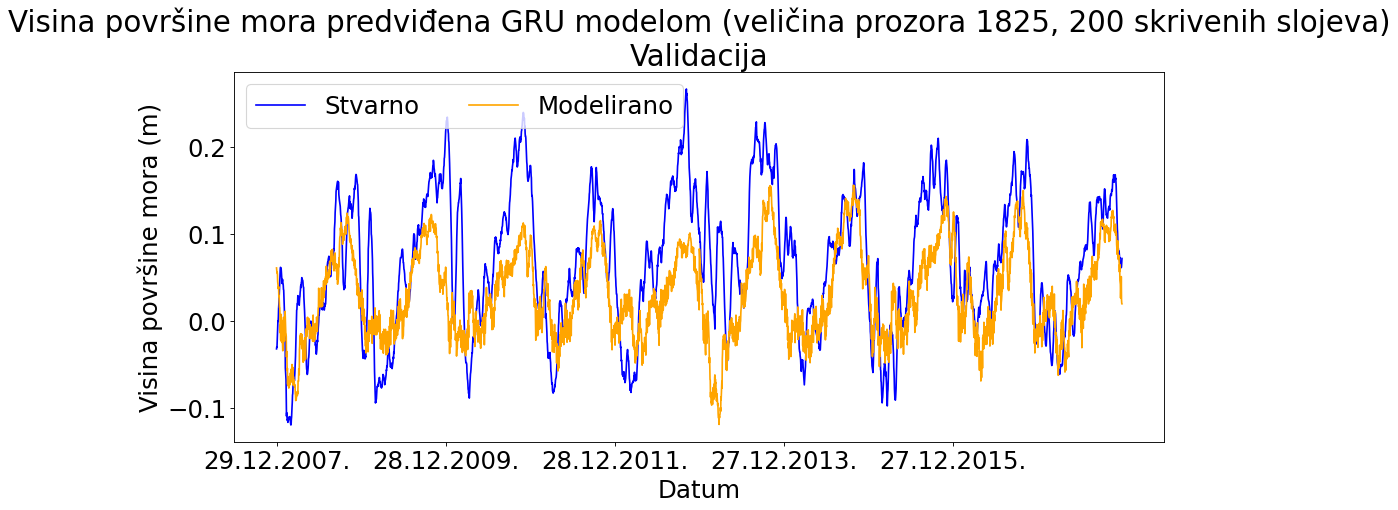 Visina površine mora predviđena GRU modelom (veličina prozora 1825, 200 skrivenih slojeva)
Validacija
Stvarno
Modelirano
Visina površine mora (m)
0.2
0.1
0.0
−0.1
29.12.2007.
28.12.2009.
28.12.2011.
27.12.2013.
27.12.2015.
Datum